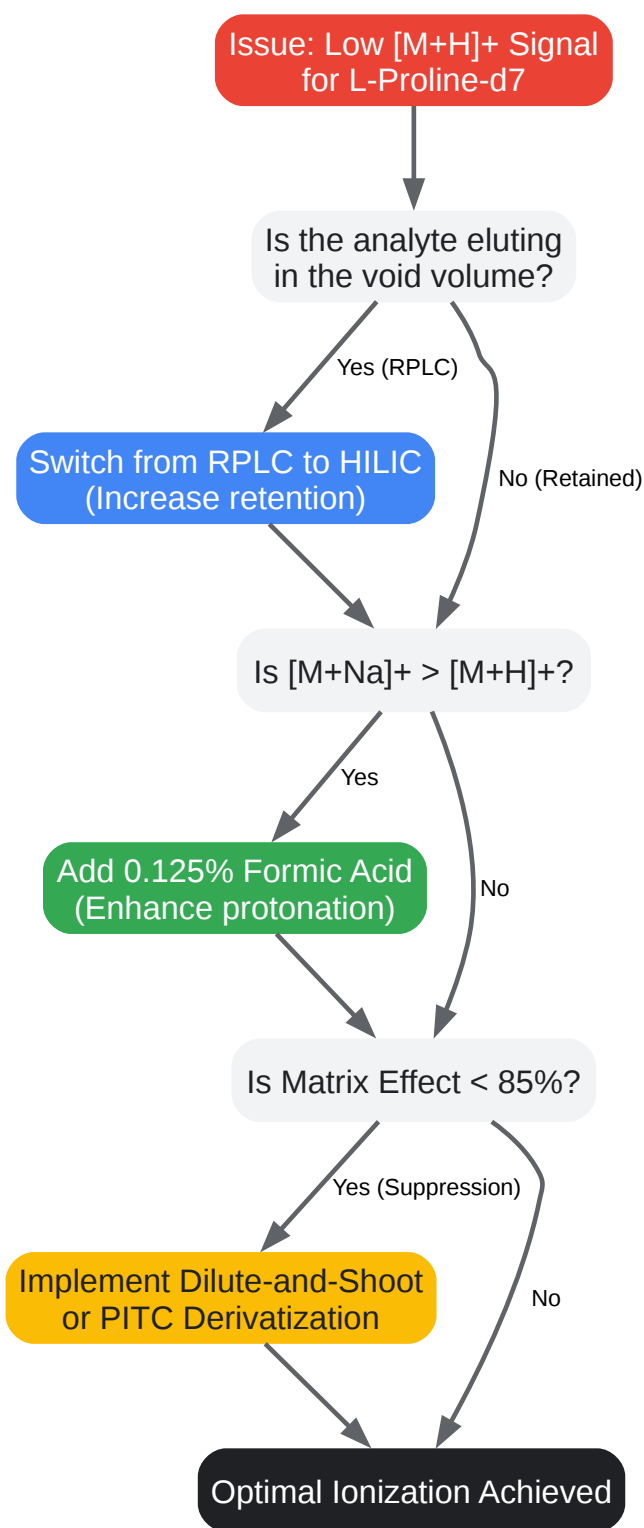 Issue: Low [M+H]+ Signal
for L-Proline-d7
Is the analyte eluting
in the void volume?
Yes (RPLC)
Switch from RPLC to HILIC
(Increase retention)
No (Retained)
Is [M+Na]+ > [M+H]+?
Yes
Add 0.125% Formic Acid
(Enhance protonation)
No
Is Matrix Effect < 85%?
Yes (Suppression)
Implement Dilute-and-Shoot
or PITC Derivatization
No
Optimal Ionization Achieved